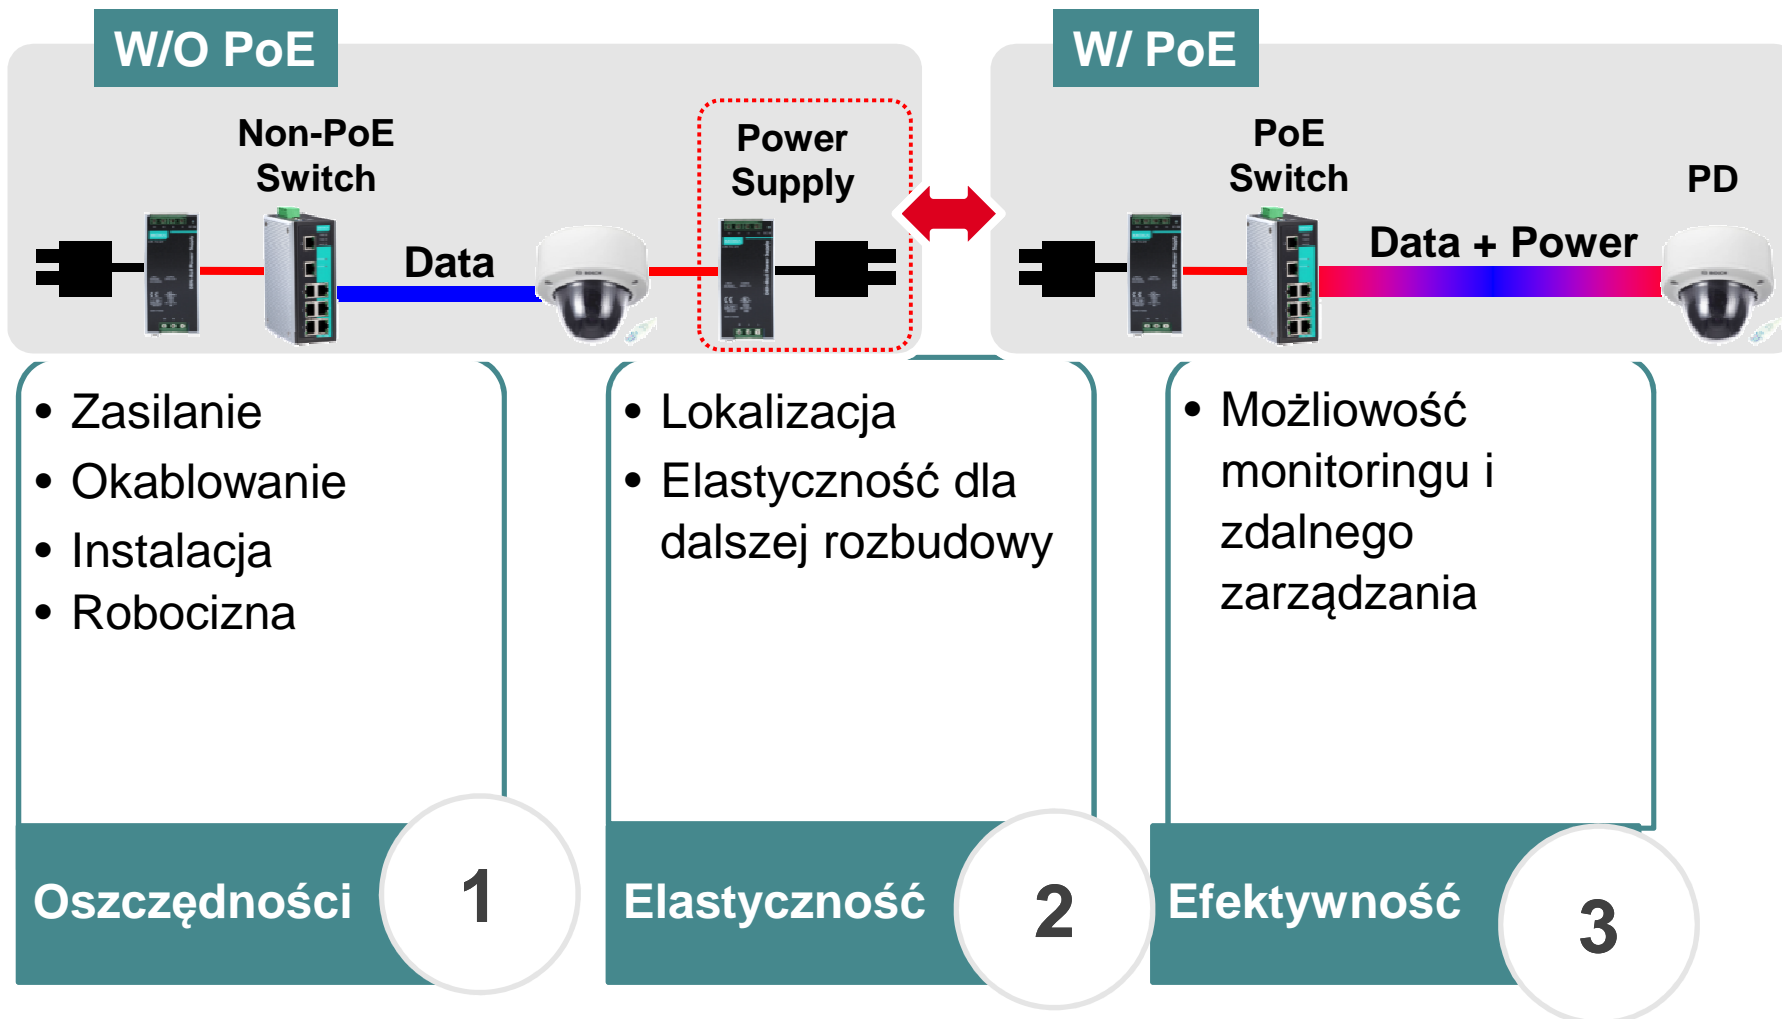 W/O PoE
W/ PoE
Non-PoE
Switch
Power
Supply
PoE
Switch
PD
Data
Data + Power
• Zasilanie
• Okablowanie
• Instalacja
• Robocizna
• Lokalizacja
• Elastyczność dla
dalszej rozbudowy
• Możliowość
monitoringu i
zdalnego
zarządzania
Oszczędności
1
Elastyczność
2
Efektywność
3